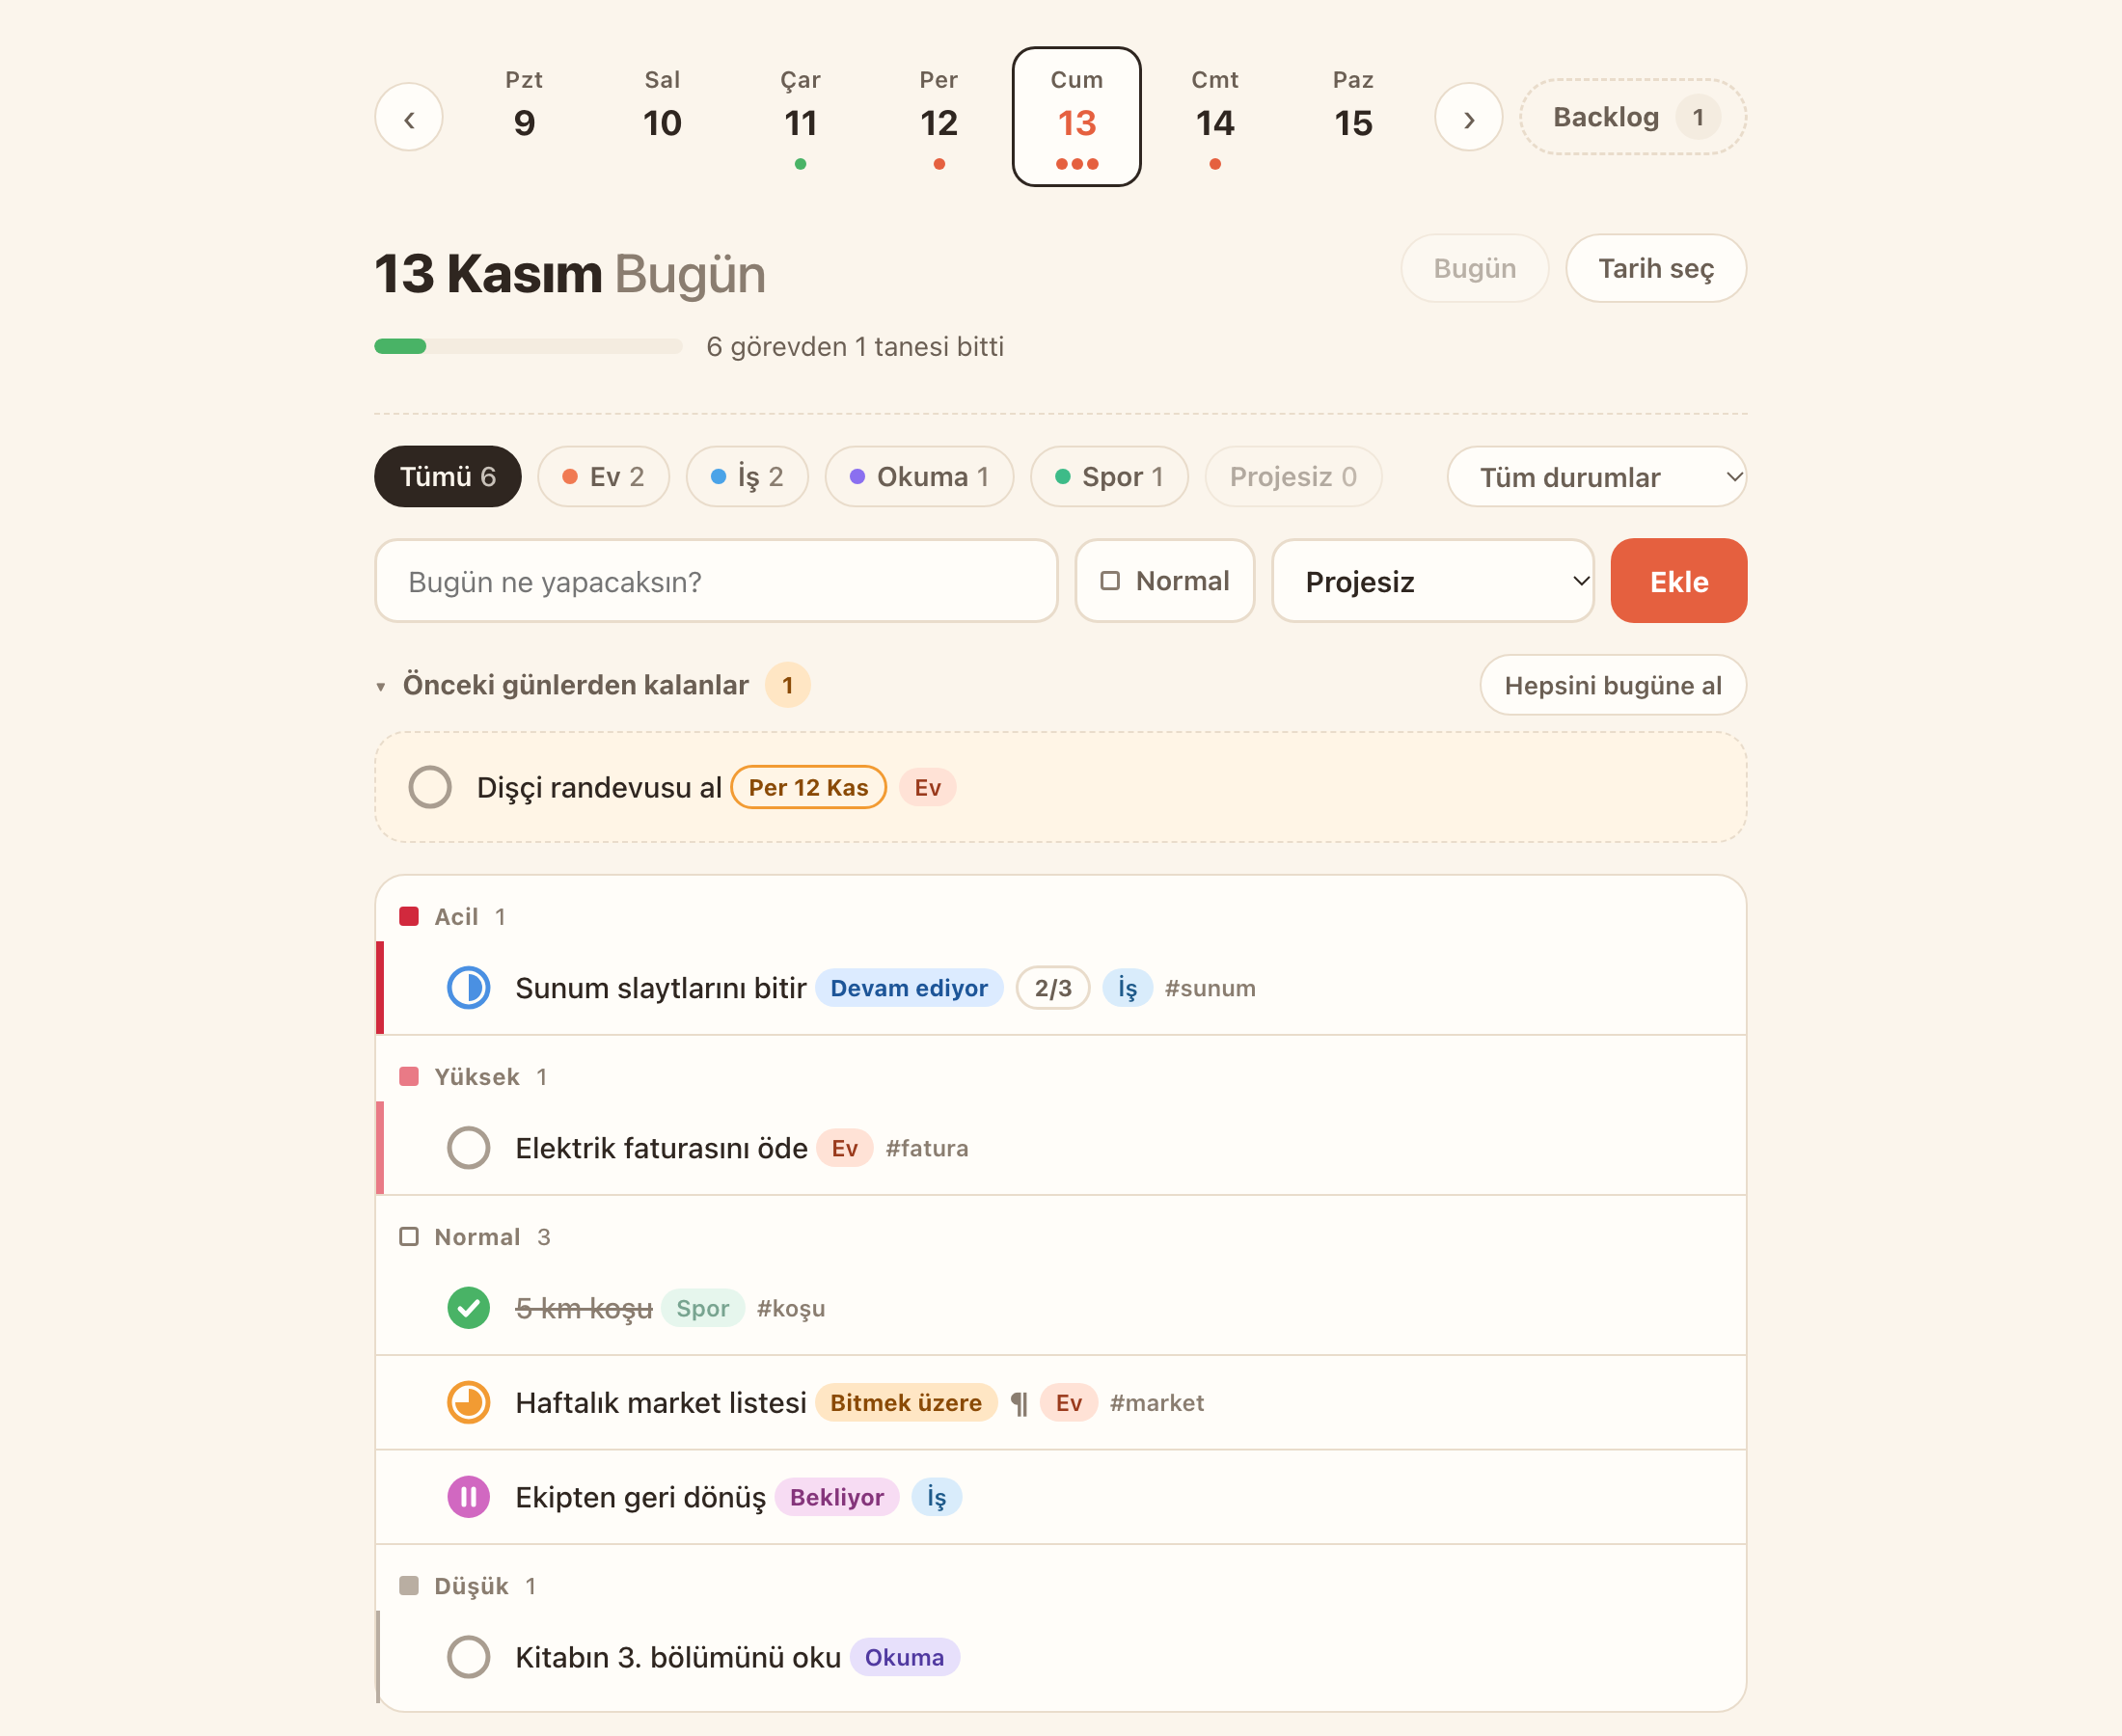 ‹ Pzt 9 Sal 10 Çar 11 Per 12 Cum 13 Cmt 14 Paz 15 › Backlog 1
13 Kasım Bugün Bugün Tarih seç
6 görevden 1 tanesi bitti
Tümü 6 Ev 2 İş 2 Okuma 1 Spor 1 Projesiz 0 Tüm durumlar
Bugün ne yapacaksın? Normal Projesiz Ekle
Önceki günlerden kalanlar 1 Hepsini bugüne al
Dişçi randevusu al Per 12 Kas Ev
Acil 1
Sunum slaytlarını bitir Devam ediyor 2/3 İş #sunum
Yüksek 1
Elektrik faturasını öde Ev #fatura
Normal 3
5 km koşu Spor #koşu
Haftalık market listesi Bitmek üzere ¶ Ev #market
Ekipten geri dönüş Bekliyor İş
Düşük 1
Kitabın 3. bölümünü oku Okuma